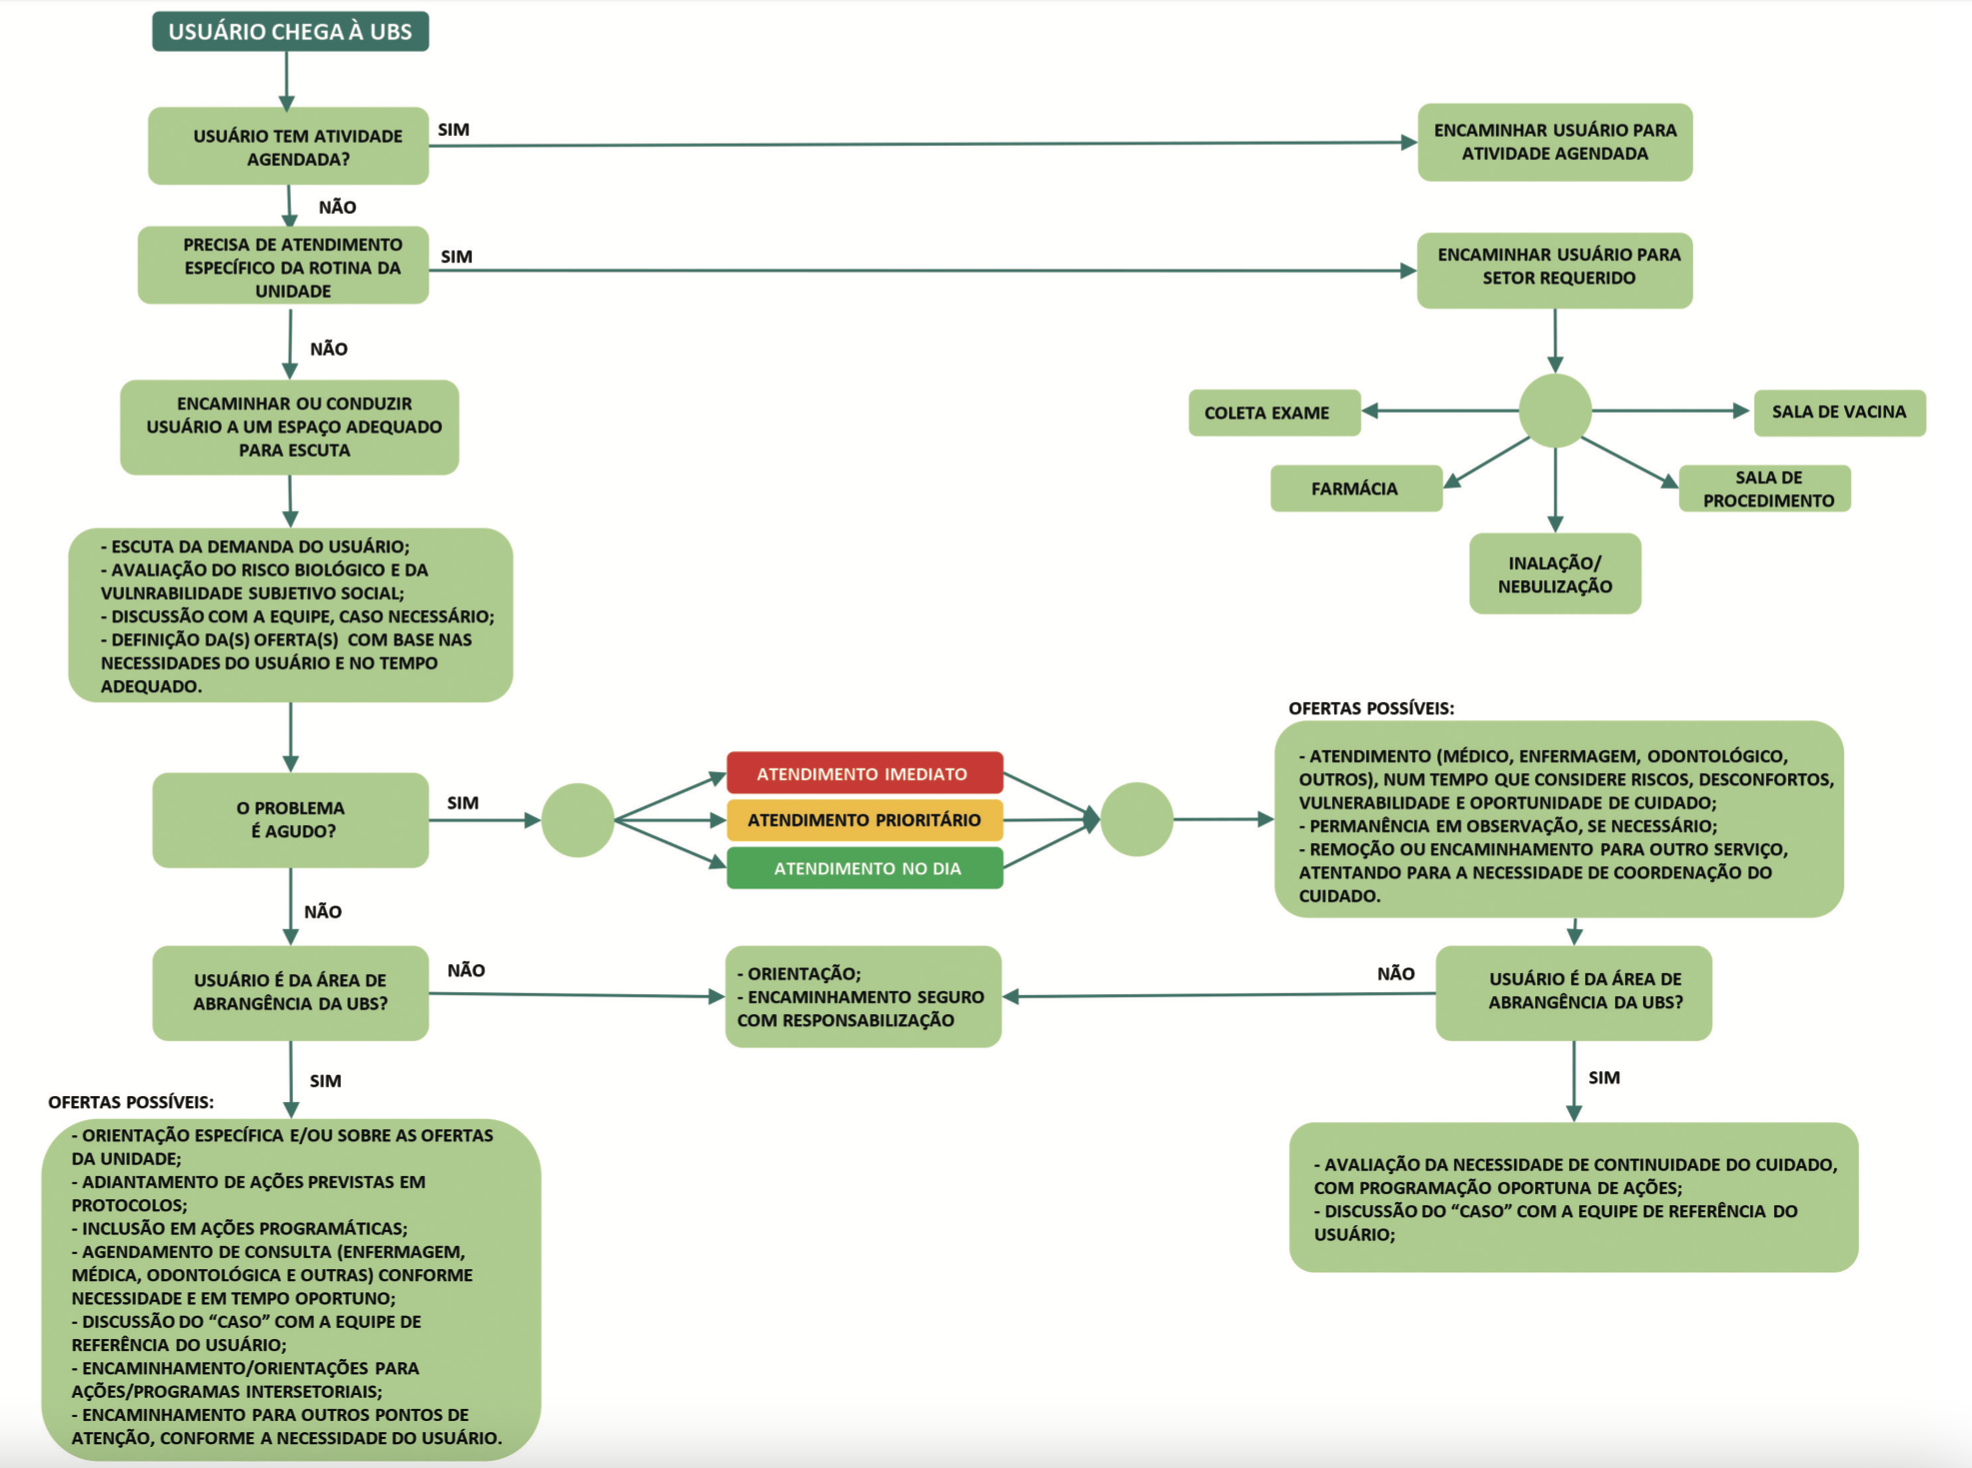 USUÁRIO CHEGA À UBS
USUÁRIO TEM ATIVIDADE
AGENDADA?
SIM
ENCAMINHAR USUÁRIO PARA
ATIVIDADE AGENDADA
NÃO
PRECISA DE ATENDIMENTO
ESPECÍFICO DA ROTINA DA
UNIDADE
SIM
ENCAMINHAR USUÁRIO PARA
SETOR REQUERIDO
NÃO
COLETA EXAME
SALA DE VACINA
FARMÁCIA
SALA DE
PROCEDIMENTO
INALAÇÃO/
NEBULIZAÇÃO
ENCAMINHAR OU CONDUZIR
USUÁRIO A UM ESPAÇO ADEQUADO
PARA ESCUTA
- ESCUTA DA DEMANDA DO USUÁRIO;
- AVALIAÇÃO DO RISCO BIOLÓGICO E DA
VULNRABILIDADE SUBJETIVO SOCIAL;
- DISCUSSÃO COM A EQUIPE, CASO NECESSÁRIO;
- DEFINIÇÃO DA(S) OFERTA(S) COM BASE NAS
NECESSIDADES DO USUÁRIO E NO TEMPO
ADEQUADO.
O PROBLEMA
É AGUDO?
SIM
ATENDIMENTO IMEDIATO
ATENDIMENTO PRIORITÁRIO
ATENDIMENTO NO DIA
OFERTAS POSSÍVEIS:
- ATENDIMENTO (MÉDICO, ENFERMAGEM, ODONTOLÓGICO,
OUTROS), NUM TEMPO QUE CONSIDERE RISCOS, DESCONFORTOS,
VULNERABILIDADE E OPORTUNIDADE DE CUIDADO;
- PERMANÊNCIA EM OBSERVAÇÃO, SE NECESSÁRIO;
- REMOÇÃO OU ENCAMINHAMENTO PARA OUTRO SERVIÇO,
ATENTANDO PARA A NECESSIDADE DE COORDENAÇÃO DO
CUIDADO.
NÃO
USUÁRIO É DA ÁREA DE
ABRANGÊNCIA DA UBS?
NÃO
- ORIENTAÇÃO;
- ENCAMINHAMENTO SEGURO
COM RESPONSABILIZAÇÃO
NÃO
USUÁRIO É DA ÁREA DE
ABRANGÊNCIA DA UBS?
SIM
OFERTAS POSSÍVEIS:
- ORIENTAÇÃO ESPECÍFICA E/OU SOBRE AS OFERTAS
DA UNIDADE;
- ADIANTAMENTO DE AÇÕES PREVISTAS EM
PROTOCOLOS;
- INCLUSÃO EM AÇÕES PROGRAMÁTICAS;
- AGENDAMENTO DE CONSULTA (ENFERMAGEM,
MÉDICA, ODONTOLÓGICA E OUTRAS) CONFORME
NECESSIDADE E EM TEMPO OPORTUNO;
- DISCUSSÃO DO “CASO” COM A EQUIPE DE
REFERÊNCIA DO USUÁRIO;
- ENCAMINHAMENTO/ORIENTAÇÕES PARA
AÇÕES/PROGRAMAS INTERSETORIAIS;
- ENCAMINHAMENTO PARA OUTROS PONTOS DE
ATENÇÃO, CONFORME A NECESSIDADE DO USUÁRIO.
SIM
- AVALIAÇÃO DA NECESSIDADE DE CONTINUIDADE DO CUIDADO,
COM PROGRAMAÇÃO OPORTUNA DE AÇÕES;
- DISCUSSÃO DO “CASO” COM A EQUIPE DE REFERÊNCIA DO
USUÁRIO;